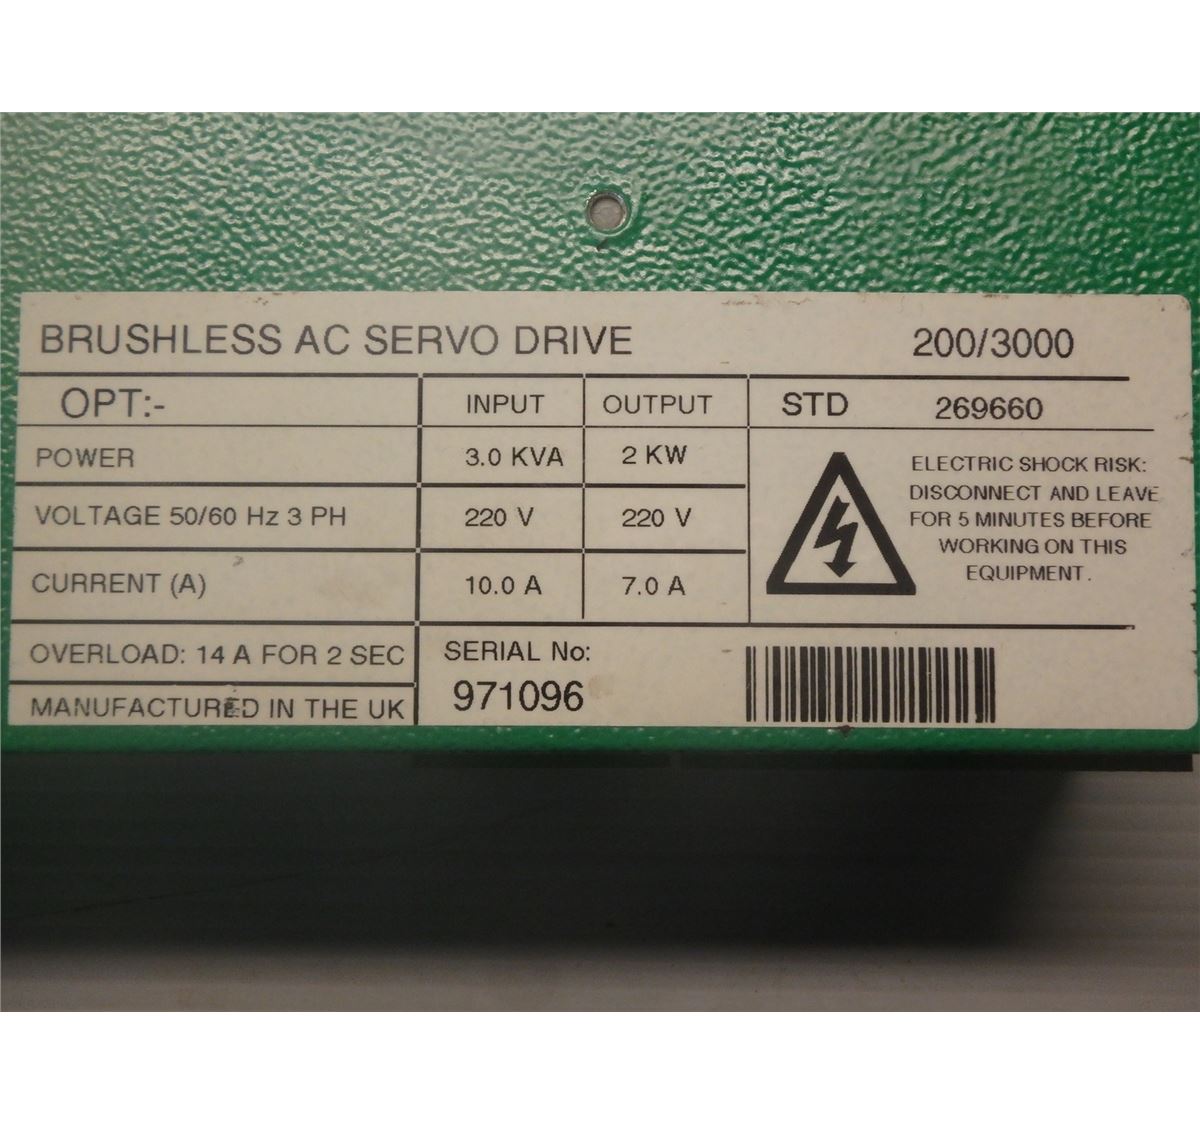 BRUSHLESS AC SERVO DRIVE 200/3000
OPT:- INPUT OUTPUT STD 269660
POWER 3.0 KVA 2 KW
VOLTAGE 50/60 Hz 3 PH 220 V 220 V
CURRENT (A) 10.0 A 7.0 A
ELECTRIC SHOCK RISK:
DISCONNECT AND LEAVE
FOR 5 MINUTES BEFORE
WORKING ON THIS
EQUIPMENT.
OVERLOAD: 14 A FOR 2 SEC
MANUFACTURED IN THE UK
SERIAL No:
971096